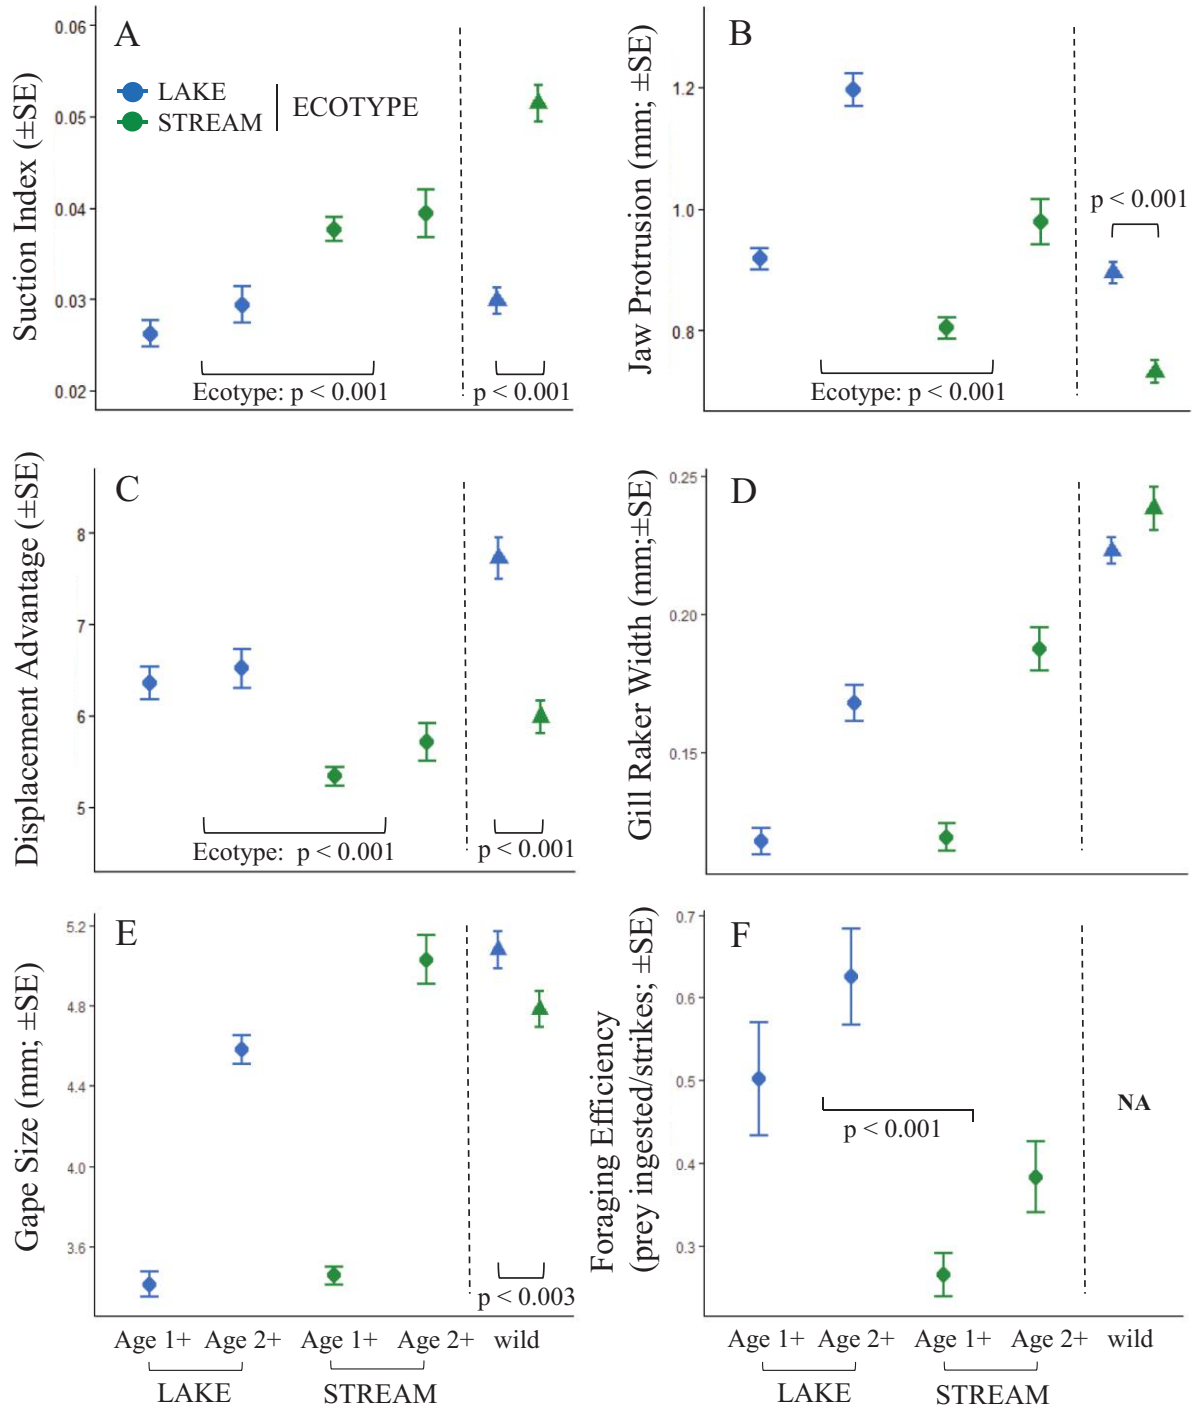 A
Suction Index (±SE)
0.06
0.05
0.04
0.03
0.02
LAKE
STREAM
ECOTYPE
Ecotype: p < 0.001
p < 0.001
B
Jaw Protrusion (mm; ±SE)
1.2
1.0
0.8
p < 0.001
Ecotype: p < 0.001
C
Displacement Advantage (±SE)
8
7
6
5
Ecotype: p < 0.001
p < 0.001
D
Gill Raker Width (mm;±SE)
0.25
0.20
0.15
E
Gape Size (mm; ±SE)
5.2
4.8
4.4
4.0
3.6
p < 0.003
Age 1+ Age 2+ Age 1+ Age 2+ wild
LAKE STREAM
F
Foraging Efficiency
(prey ingested/strikes; ±SE)
0.7
0.6
0.5
0.4
0.3
p < 0.001
NA
Age 1+ Age 2+ Age 1+ Age 2+ wild
LAKE STREAM